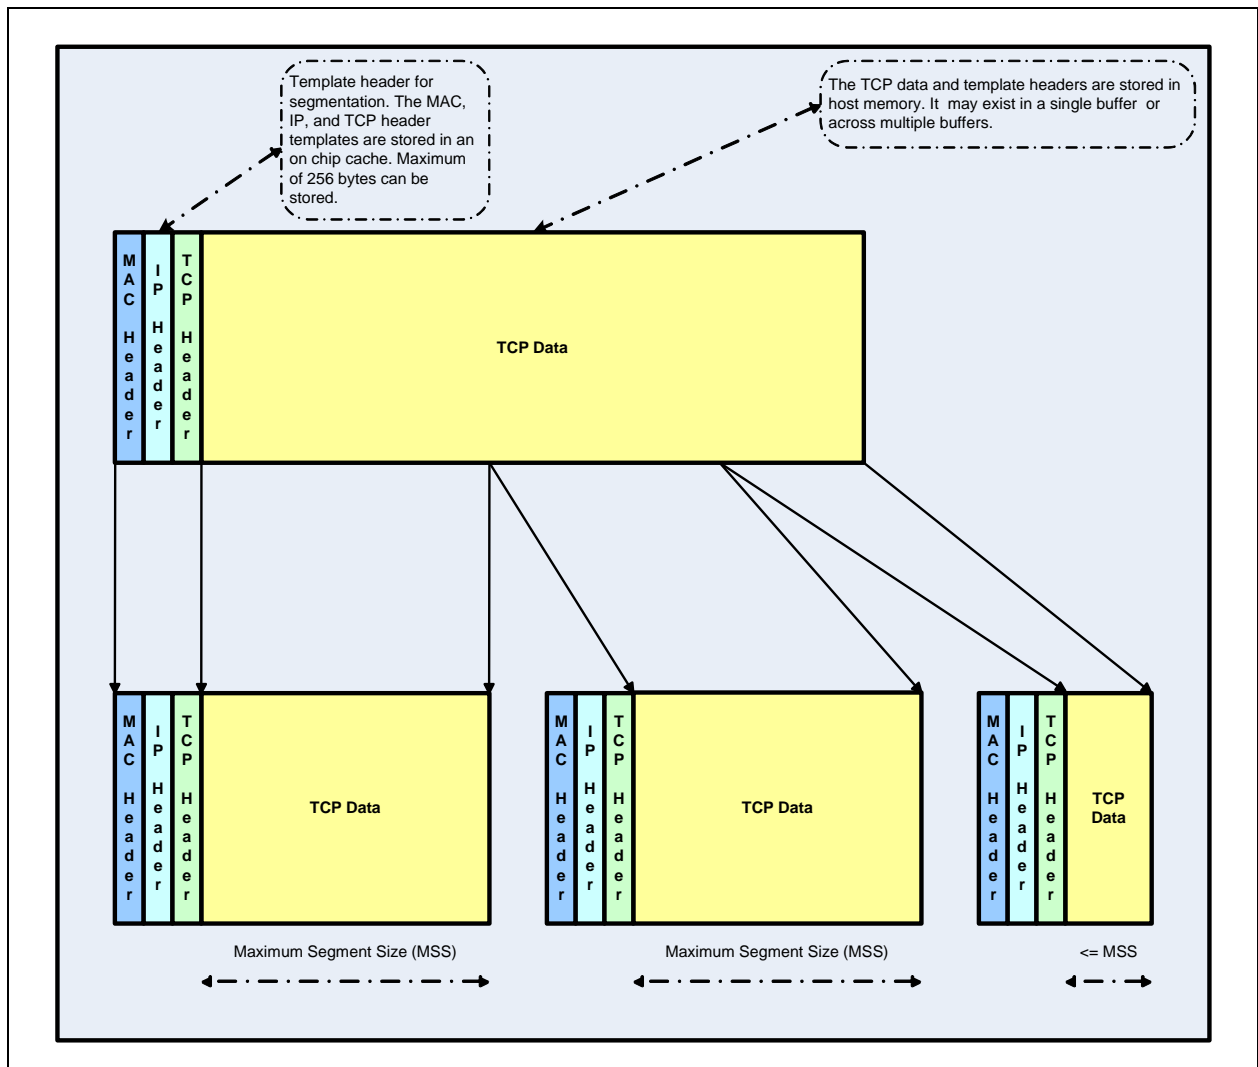 Template header for
segmentation. The MAC,
IP, and TCP header
templates are stored in an
on chip cache. Maximum
of 256 bytes can be
stored.
The TCP data and template headers are stored in
host memory. It may exist in a single buffer or
across multiple buffers.
MAC Header
IP Header
TCP Header
TCP Data
MAC Header
IP Header
TCP Header
TCP Data
MAC Header
IP Header
TCP Header
TCP Data
MAC Header
IP Header
TCP Header
TCP
Data
Maximum Segment Size (MSS)
Maximum Segment Size (MSS)
<= MSS